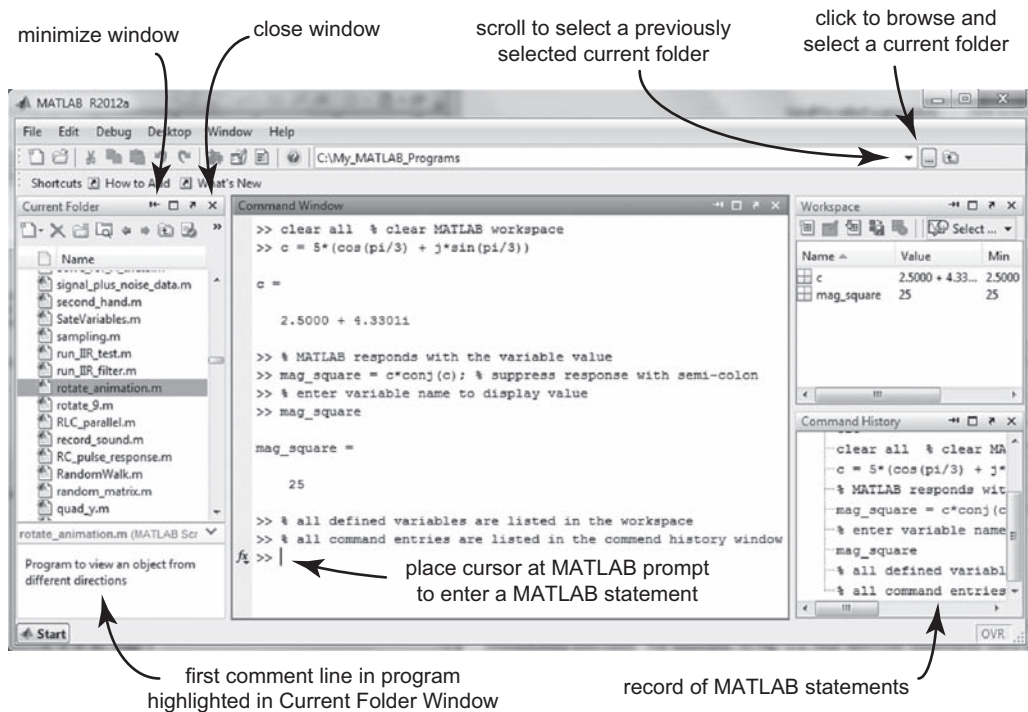 minimize window
close window
scroll to select a previously
selected current folder
click to browse and
select a current folder
MATLAB R2012a
File Edit Debug Desktop Window Help
C:\My_MATLAB_Programs
Shortcuts How to Add What's New
Current Folder
Name
signal_plus_noise_data.m
second_hand.m
SateVariables.m
sampling.m
run_IIR_test.m
run_IIR_filter.m
rotate_animation.m
rotate_9.m
RLC_parallel.m
record_sound.m
RC_pulse_response.m
RandomWalk.m
random_matrix.m
quad_y.m
rotate_animation.m (MATLAB Scr
Program to view an object from
different directions
Command Window
>> clear all % clear MATLAB workspace
>> c = 5*(cos(pi/3) + j*sin(pi/3))
c =
2.5000 + 4.3301i
>> % MATLAB responds with the variable value
>> mag_square = c*conj(c); % suppress response with semi-colon
>> % enter variable name to display value
>> mag_square
mag_square =
25
>> % all defined variables are listed in the workspace
>> % all command entries are listed in the commend history window
fx >>
place cursor at MATLAB prompt
to enter a MATLAB statement
Workspace
Select ...
Name Value Min
c 2.5000 + 4.33... 2.5000
mag_square 25 25
Command History
clear all % clear MA
c = 5*(cos(pi/3) + j*
% MATLAB responds wit
mag_square = c*conj(c
% enter variable name
mag_square
% all defined variabl
% all command entries
Start
OVR
first comment line in program
highlighted in Current Folder Window
record of MATLAB statements